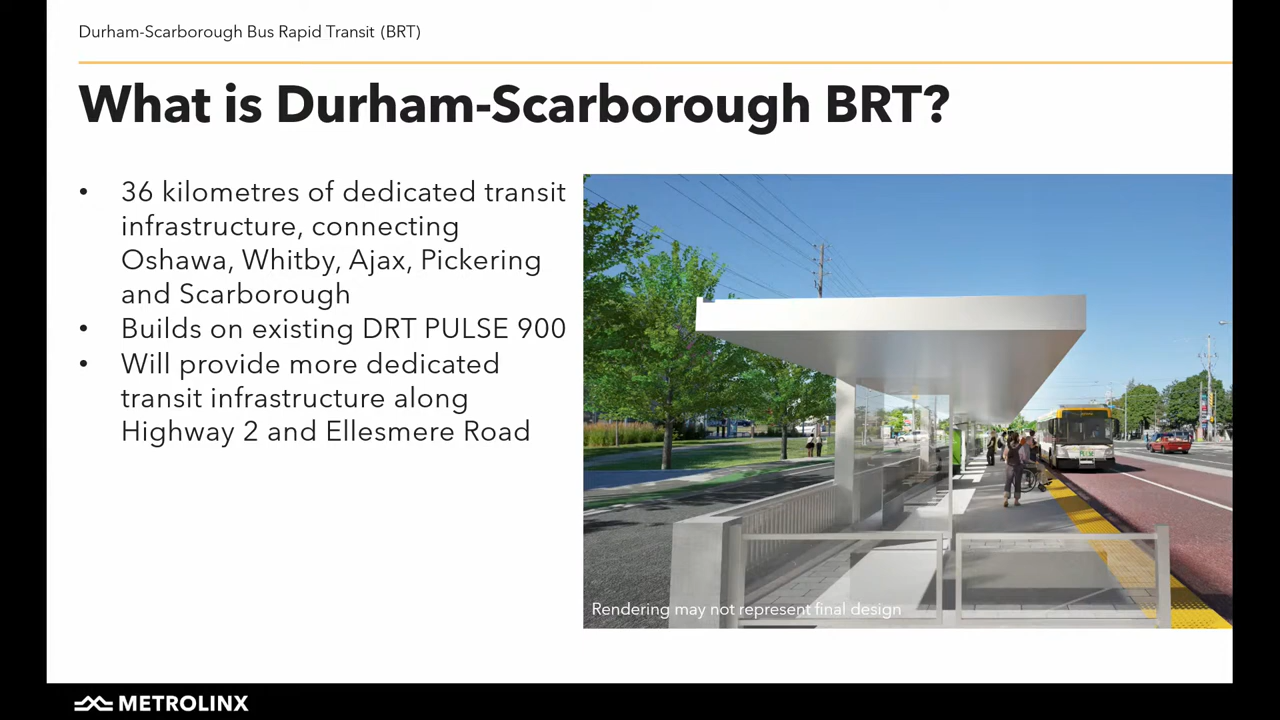 Durham-Scarborough Bus Rapid Transit (BRT)
What is Durham-Scarborough BRT?
• 36 kilometres of dedicated transit
infrastructure, connecting
Oshawa, Whitby, Ajax, Pickering
and Scarborough
• Builds on existing DRT PULSE 900
• Will provide more dedicated
transit infrastructure along
Highway 2 and Ellesmere Road
Rendering may not represent final design
METROLINX